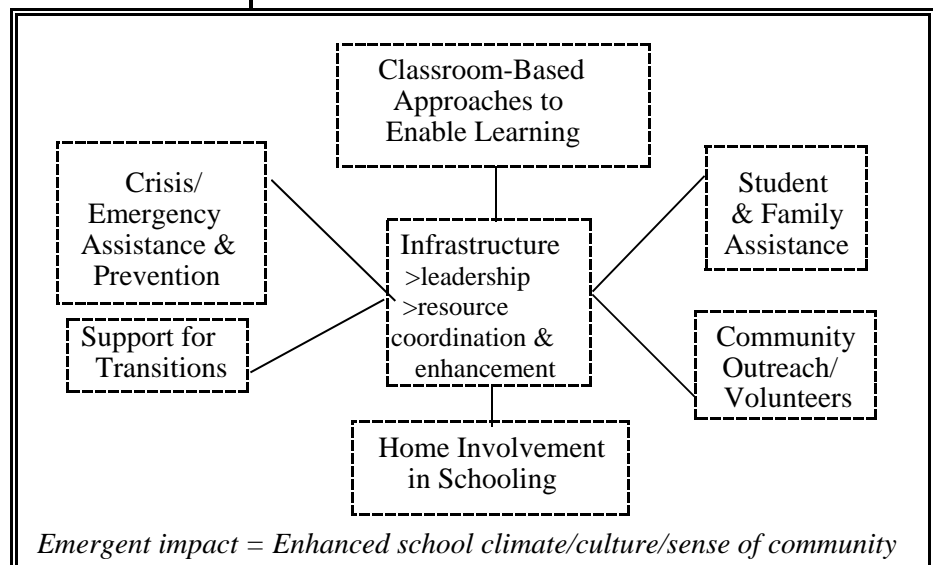 Classroom-Based
Approaches to
Enable Learning
Crisis/
Emergency
Assistance &
Prevention
Student
& Family
Assistance
Infrastructure
>leadership
>resource
coordination &
enhancement
Support for
Transitions
Community
Outreach/
Volunteers
Home Involvement
in Schooling
Emergent impact = Enhanced school climate/culture/sense of community